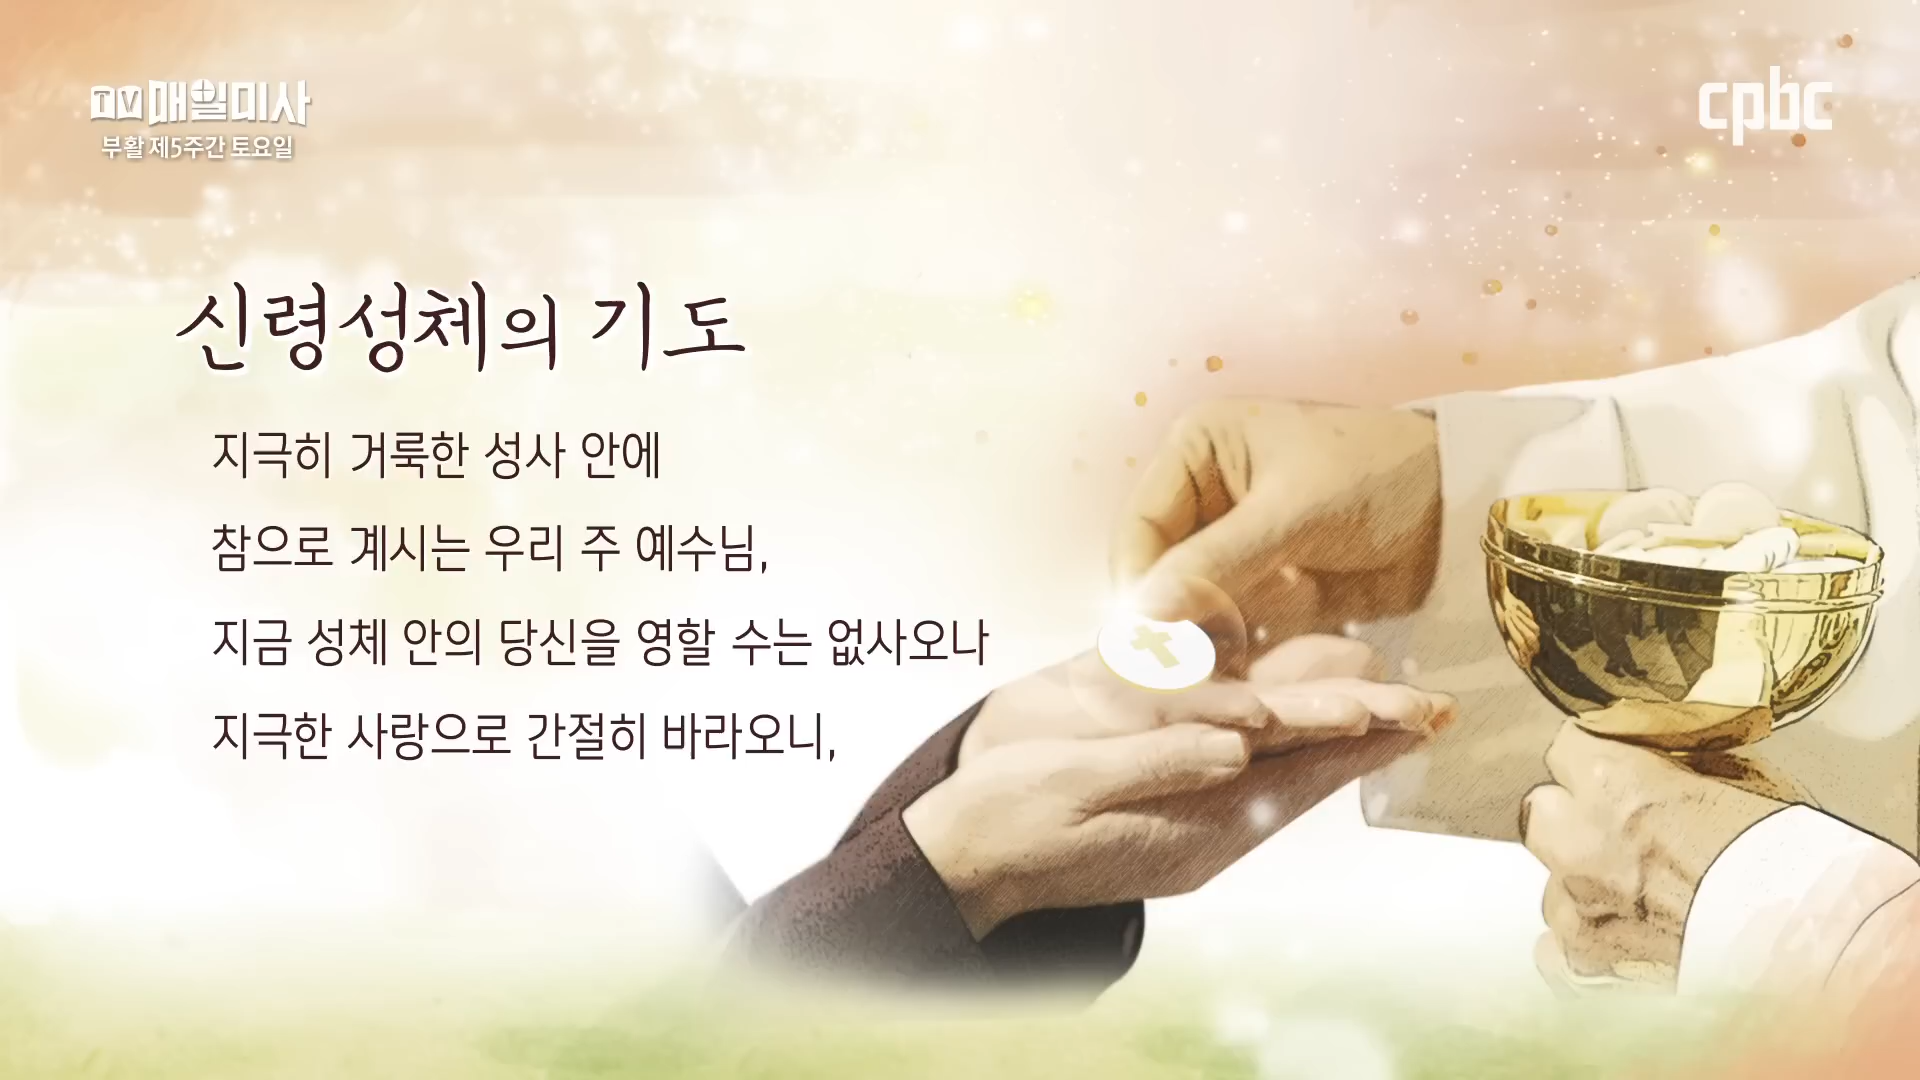 TV매일미사
부활 제5주간 토요일
cpbc
신령성체의 기도
지극히 거룩한 성사 안에
참으로 계시는 우리 주 예수님,
지금 성체 안의 당신을 영할 수는 없사오나
지극한 사랑으로 간절히 바라오니,